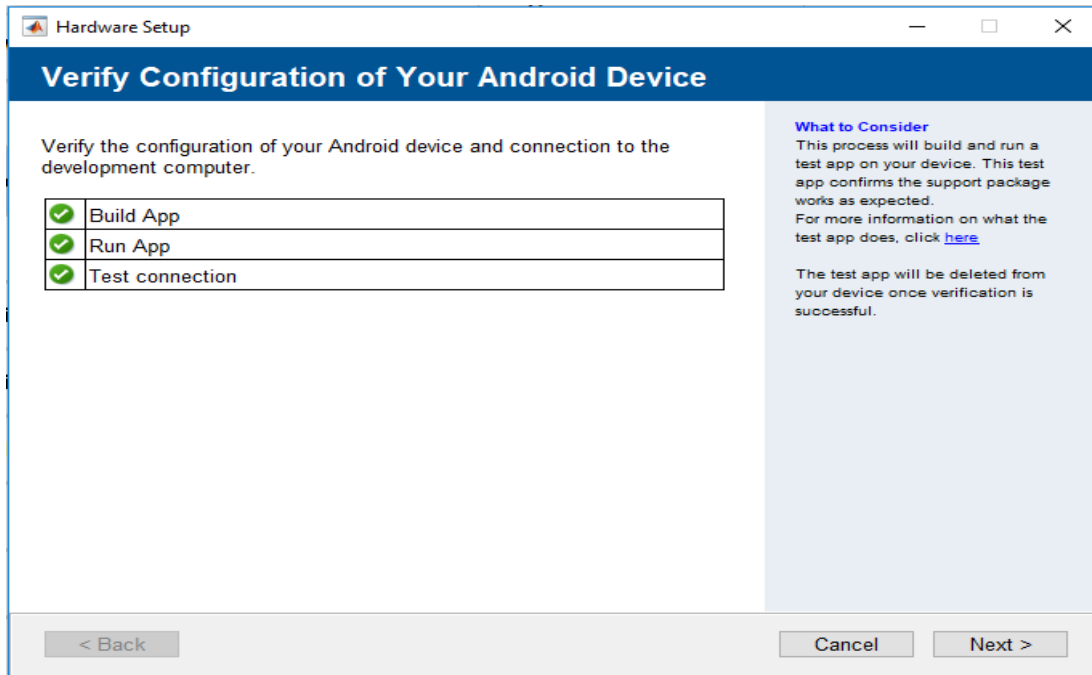 Hardware Setup
Verify Configuration of Your Android Device
Verify the configuration of your Android device and connection to the
development computer.
Build App
Run App
Test connection
What to Consider
This process will build and run a
test app on your device. This test
app confirms the support package
works as expected.
For more information on what the
test app does, click here
The test app will be deleted from
your device once verification is
successful.
< Back
Cancel
Next >